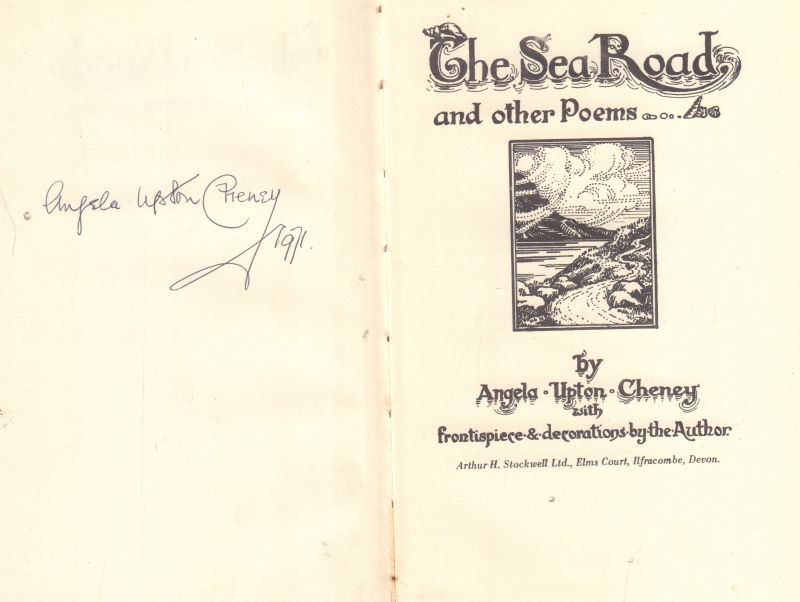 Angela Upton Cheney
1971.
The Sea Road,
and other Poems
by
Angela · Upton · Cheney
with
frontispiece·&·decorations·by·the·Author.
Arthur H. Stockwell Ltd., Elms Court, Ilfracombe, Devon.